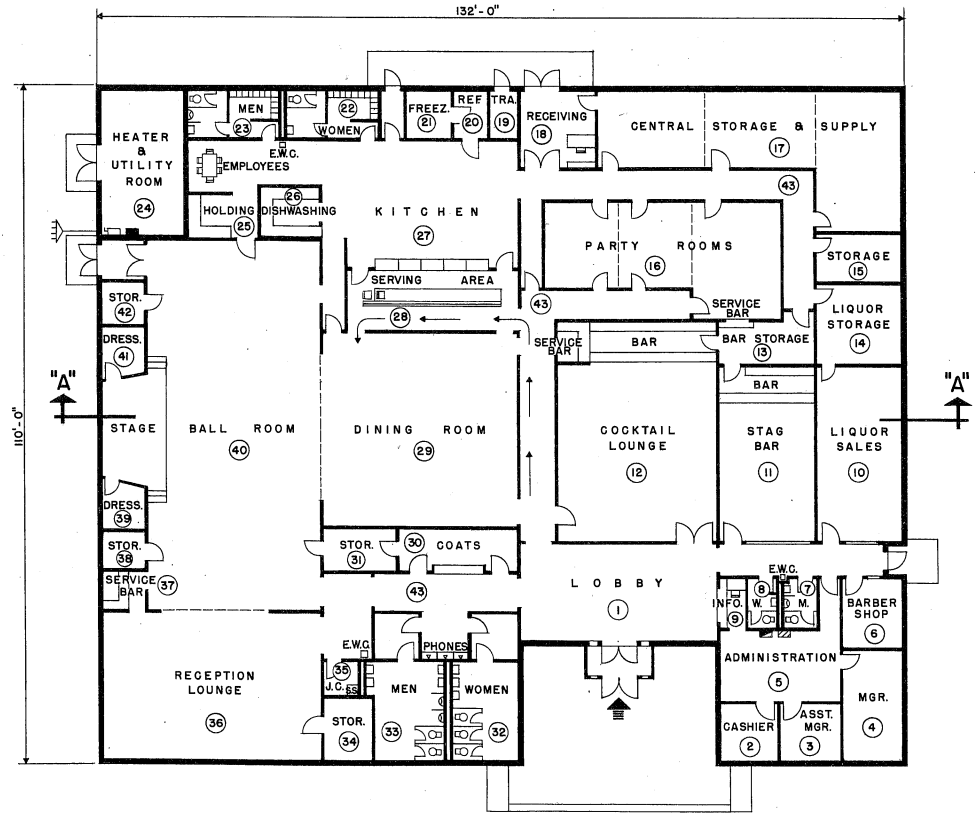 132'-0"
110'-0"
"A"
"A"
HEATER
&
UTILITY
ROOM
24
MEN
23
22
WOMEN
E.W.C.
EMPLOYEES
FREEZ.
21
REF
20
TRA.
19
RECEIVING
18
CENTRAL STORAGE & SUPPLY
17
43
HOLDING
25
26
DISHWASHING
KITCHEN
27
PARTY ROOMS
16
STORAGE
15
SERVING AREA
28
43
SERVICE
BAR
LIQUOR
STORAGE
14
STOR.
42
DRESS.
41
SERVICE
BAR
BAR
BAR STORAGE
13
BAR
STAGE
BALL ROOM
40
DINING ROOM
29
COCKTAIL
LOUNGE
12
STAG
BAR
11
LIQUOR
SALES
10
DRESS.
39
STOR.
38
STOR.
31
30
COATS
SERVICE
BAR
37
43
LOBBY
1
E.W.C.
INFO.
9
8
W.
7
M.
BARBER
SHOP
6
E.W.C.
PHONES
RECEPTION
LOUNGE
36
35
J.C.
S.S.
STOR.
34
MEN
33
WOMEN
32
ADMINISTRATION
5
MGR.
4
CASHIER
2
ASST.
MGR.
3